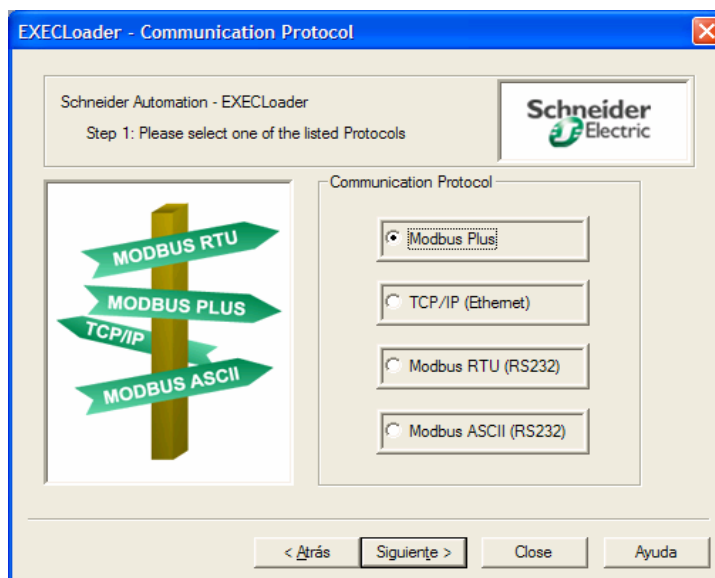 EXECLoader - Communication Protocol
Schneider Automation - EXECLoader
Step 1: Please select one of the listed Protocols
Schneider
Electric
MODBUS RTU
MODBUS PLUS
TCP/IP
MODBUS ASCII
Communication Protocol
Modbus Plus
TCP/IP (Ethernet)
Modbus RTU (RS232)
Modbus ASCII (RS232)
< Atrás
Siguiente >
Close
Ayuda